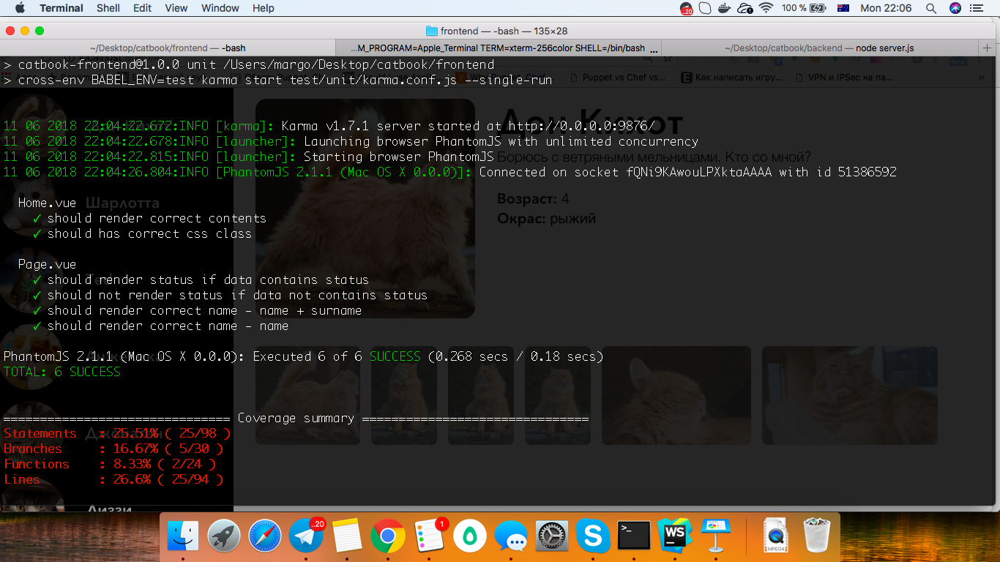 Terminal Shell Edit View Window Help 20 100 % Mon 22:06
frontend — -bash — 135×28
~/Desktop/catbook/frontend — -bash ...M_PROGRAM=Apple_Terminal TERM=xterm-256color SHELL=/bin/bash ... ~/Desktop/catbook/backend — node server.js +
> catbook-frontend@1.0.0 unit /Users/margo/Desktop/catbook/frontend
> cross-env BABEL_ENV=test karma start test/unit/karma.conf.js --single-run
Puppet vs Chef vs... Как написать игру... VPN и IPSec на па...
Дон Кихот
11 06 2018 22:04:22.672:INFO [karma]: Karma v1.7.1 server started at http://0.0.0.0:9876/
11 06 2018 22:04:22.678:INFO [launcher]: Launching browser PhantomJS with unlimited concurrency
11 06 2018 22:04:22.815:INFO [launcher]: Starting browser PhantomJS
Борюсь с ветряными мельницами. Кто со мной?
11 06 2018 22:04:26.804:INFO [PhantomJS 2.1.1 (Mac OS X 0.0.0)]: Connected on socket fQNi9KAwouLPXktaAAAA with id 51386592
Возраст: 4
Окрас: рыжий
Home.vue
Шарлотта
✓ should render correct contents
✓ should has correct css class
Page.vue
✓ should render status if data contains status
✓ should not render status if data not contains status
✓ should render correct name - name + surname
✓ should render correct name - name
PhantomJS 2.1.1 (Mac OS X 0.0.0): Executed 6 of 6 SUCCESS (0.268 secs / 0.18 secs)
TOTAL: 6 SUCCESS
=============================== Coverage summary ===============================
Statements : 25.51% ( 25/98 )
Branches : 16.67% ( 5/30 )
Functions : 8.33% ( 2/24 )
Lines : 26.6% ( 25/94 )
Лиззи
..20
1
S
>_
WS
MPEG4